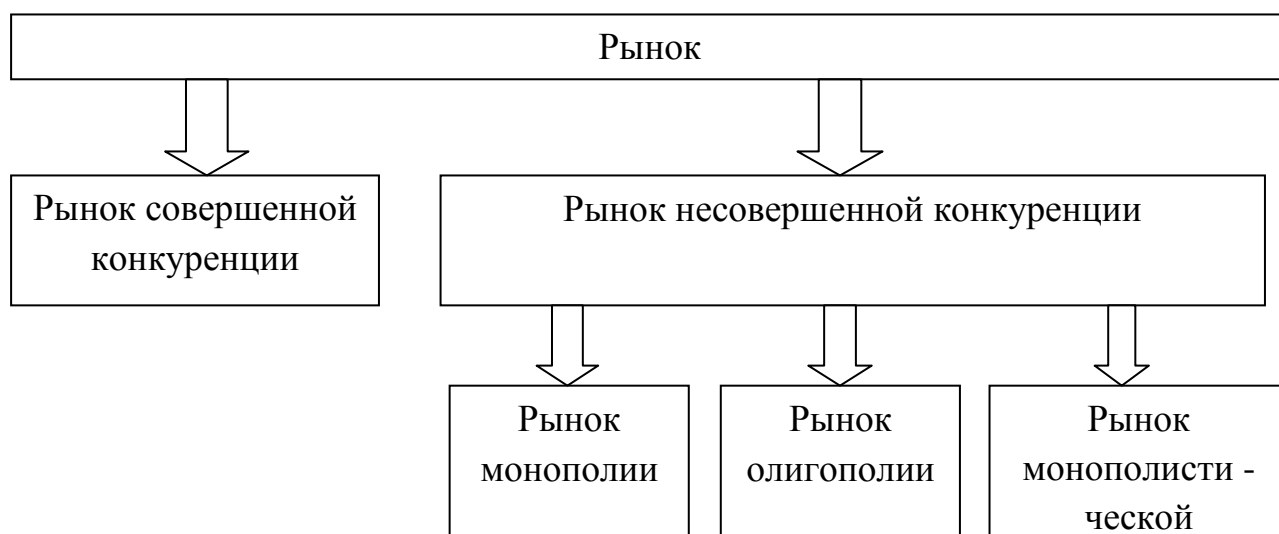 Рынок
Рынок совершенной
конкуренции
Рынок несовершенной конкуренции
Рынок
монополии
Рынок
олигополии
Рынок
монополисти -
ческой